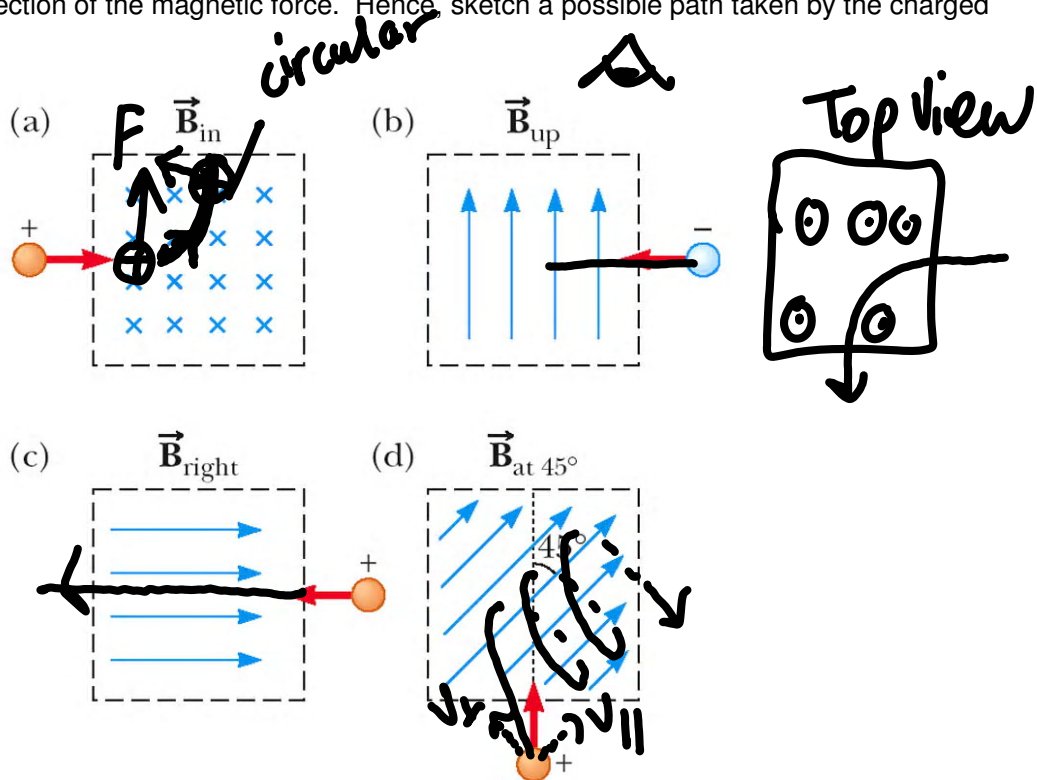 ection of the magnetic force. Hence, sketch a possible path taken by the charged
circular
(a) B⃗in
F
+
(b) B⃗up
−
Top View
(c) B⃗right
+
(d) B⃗at 45°
45°
V∥
+